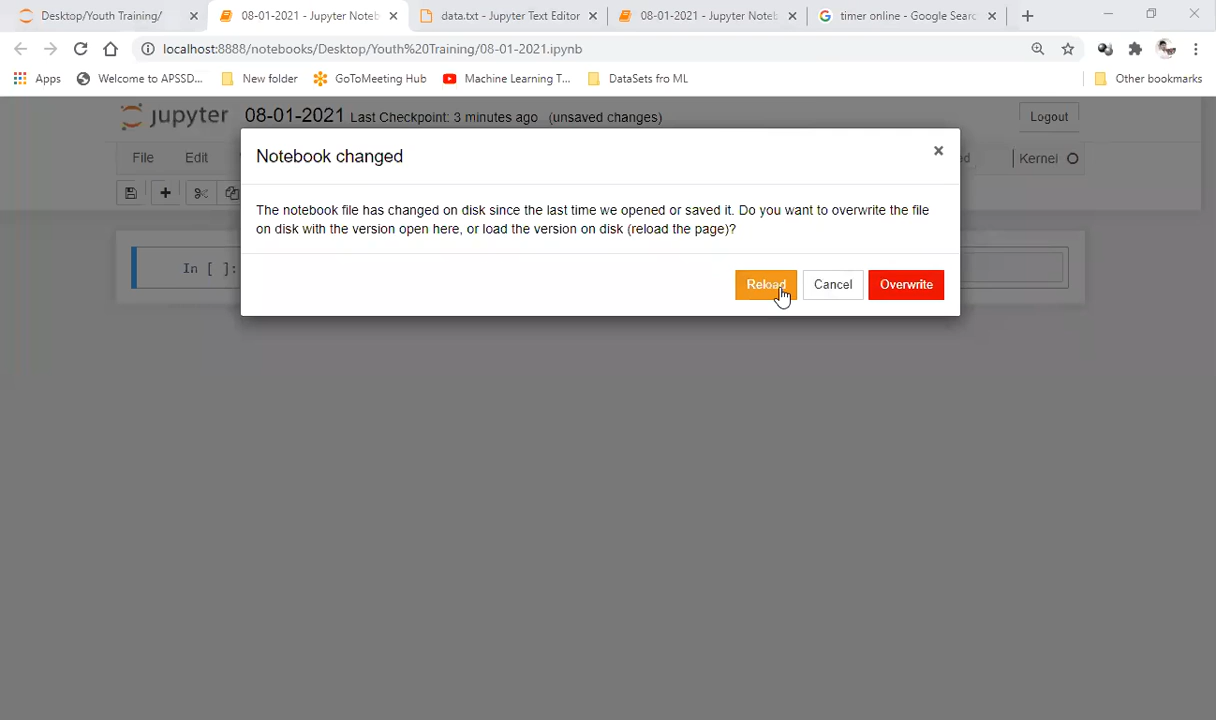 Desktop/Youth Training/
08-01-2021 - Jupyter Noteb
data.txt - Jupyter Text Editor
08-01-2021 - Jupyter Noteb
timer online - Google Searc
localhost:8888/notebooks/Desktop/Youth%20Training/08-01-2021.ipynb
Apps
Welcome to APSSD...
New folder
GoToMeeting Hub
Machine Learning T...
DataSets fro ML
Other bookmarks
jupyter
08-01-2021 Last Checkpoint: 3 minutes ago (unsaved changes)
Logout
File
Edit
Kernel
Notebook changed
The notebook file has changed on disk since the last time we opened or saved it. Do you want to overwrite the file
on disk with the version open here, or load the version on disk (reload the page)?
Reload
Cancel
Overwrite
In [ ]: